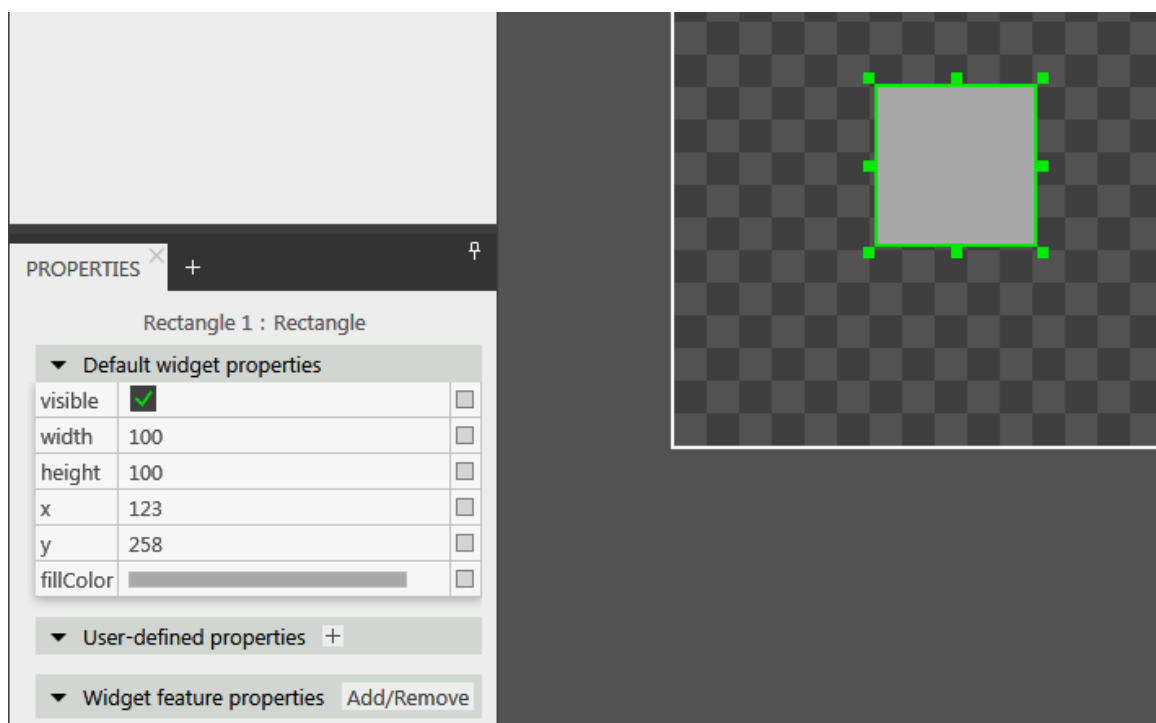 PROPERTIES
Rectangle 1 : Rectangle
Default widget properties
visible
width 100
height 100
x 123
y 258
fillColor
User-defined properties +
Widget feature properties Add/Remove